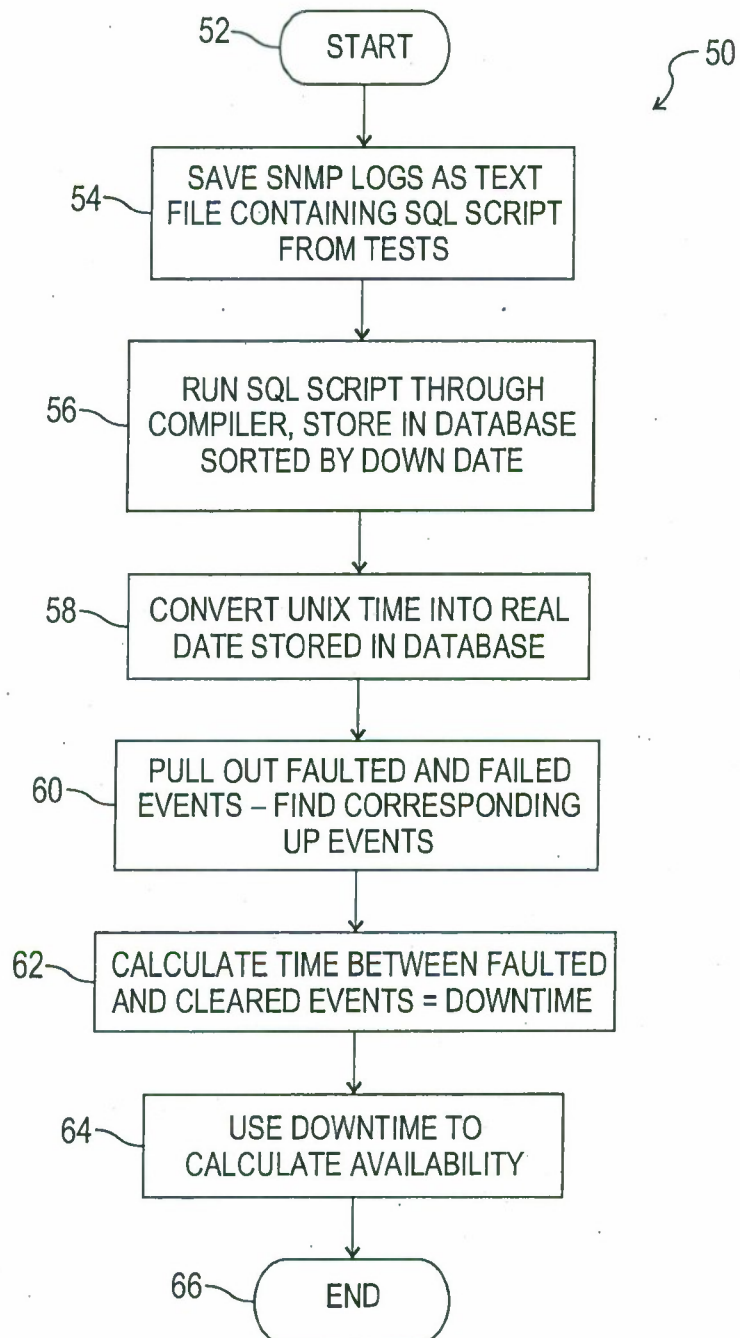 52
START
50
54
SAVE SNMP LOGS AS TEXT
FILE CONTAINING SQL SCRIPT
FROM TESTS
56
RUN SQL SCRIPT THROUGH
COMPILER, STORE IN DATABASE
SORTED BY DOWN DATE
58
CONVERT UNIX TIME INTO REAL
DATE STORED IN DATABASE
60
PULL OUT FAULTED AND FAILED
EVENTS – FIND CORRESPONDING
UP EVENTS
62
CALCULATE TIME BETWEEN FAULTED
AND CLEARED EVENTS = DOWNTIME
64
USE DOWNTIME TO
CALCULATE AVAILABILITY
66
END